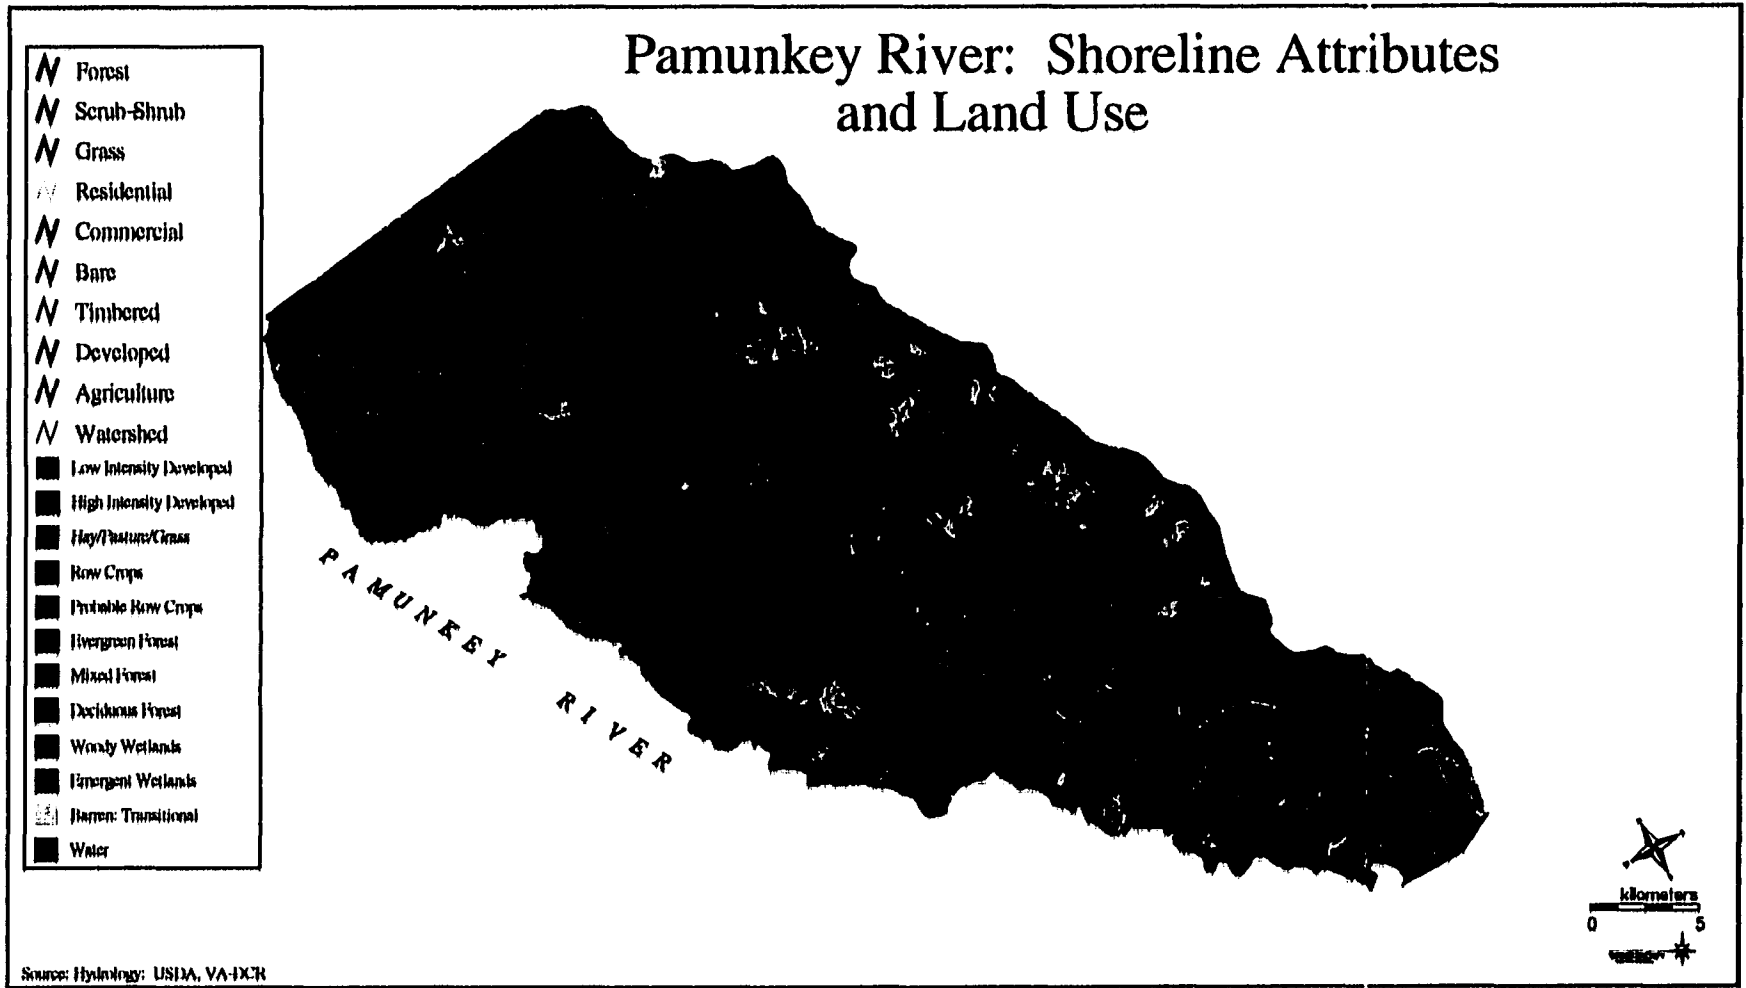 Pamunkey River: Shoreline Attributes
and Land Use
Forest
Scrub-Shrub
Grass
Residential
Commercial
Bare
Timbered
Developed
Agriculture
Watershed
Low Intensity Developed
High Intensity Developed
Hay/Pasture/Grass
Row Crops
Probable Row Crops
Evergreen Forest
Mixed Forest
Deciduous Forest
Woody Wetlands
Emergent Wetlands
Barren: Transitional
Water
PAMUNKEY RIVER
kilometers
0 5
Source: Hydrology: USDA, VA-DCR